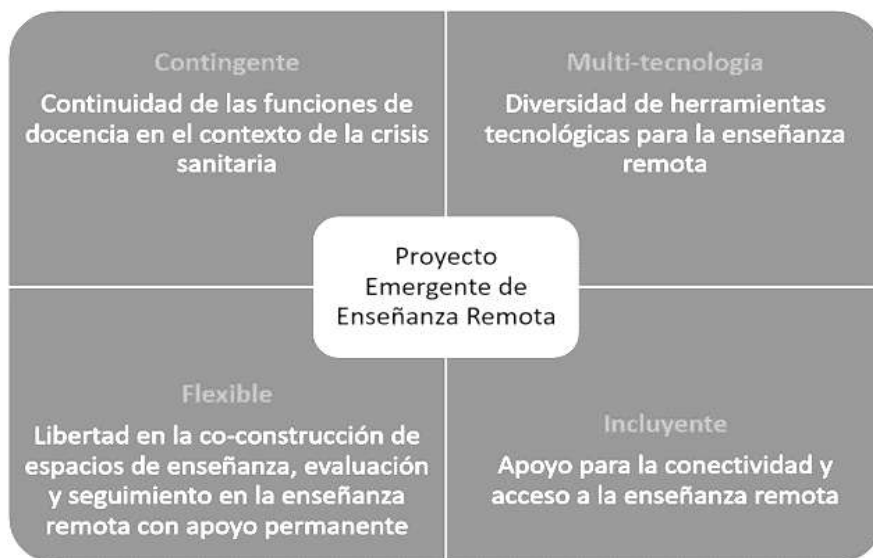 Contingente
Continuidad de las funciones de
docencia en el contexto de la crisis
sanitaria
Multi-tecnología
Diversidad de herramientas
tecnológicas para la enseñanza
remota
Proyecto
Emergente de
Enseñanza Remota
Flexible
Libertad en la co-construcción de
espacios de enseñanza, evaluación
y seguimiento en la enseñanza
remota con apoyo permanente
Incluyente
Apoyo para la conectividad y
acceso a la enseñanza remota